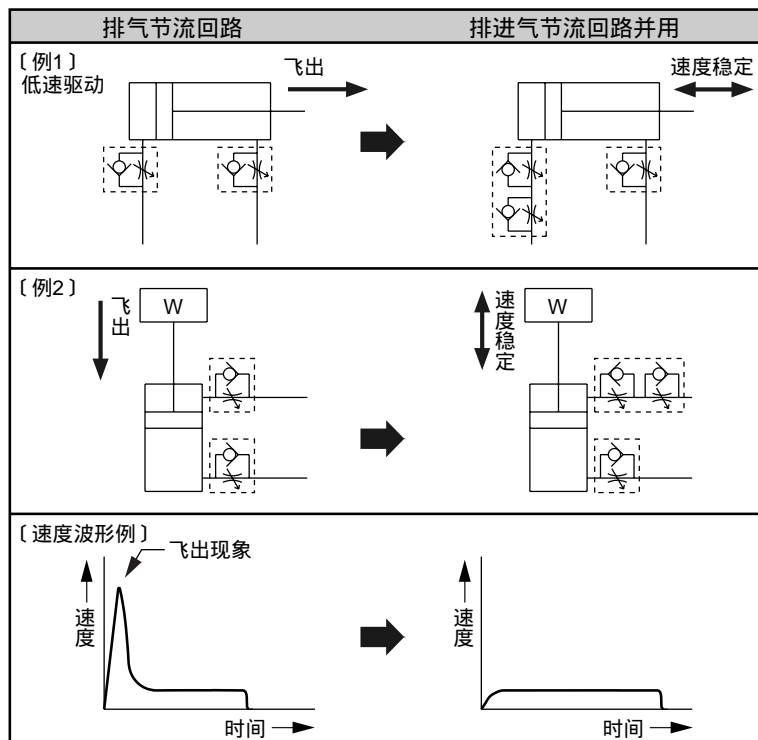 排气节流回路
排进气节流回路并用
〔例1〕
低速驱动
飞出
速度稳定
〔例2〕
飞出
W
速度稳定
W
〔速度波形例〕
飞出现象
速度
时间
速度
时间